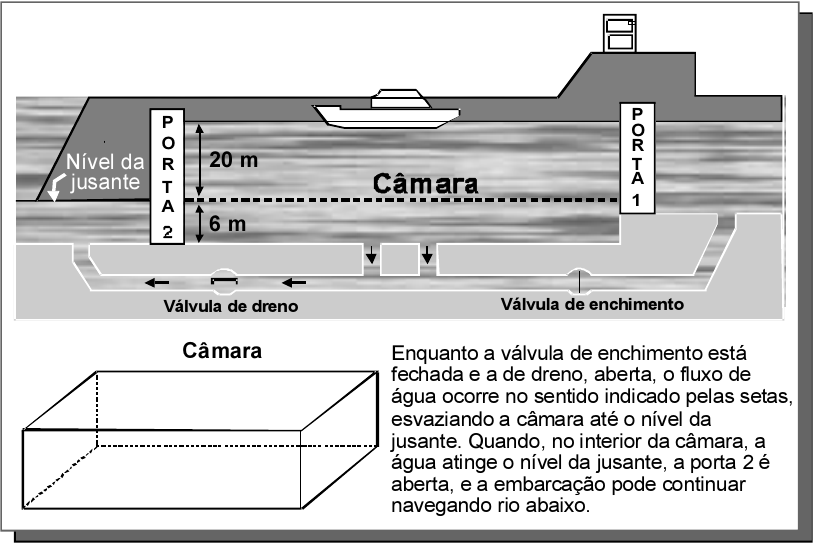 PORTA 2
20 m
Câmara
PORTA 1
Nível da
jusante
6 m
Válvula de dreno
Válvula de enchimento
Câmara
Enquanto a válvula de enchimento está
fechada e a de dreno, aberta, o fluxo de
água ocorre no sentido indicado pelas setas,
esvaziando a câmara até o nível da
jusante. Quando, no interior da câmara, a
água atinge o nível da jusante, a porta 2 é
aberta, e a embarcação pode continuar
navegando rio abaixo.